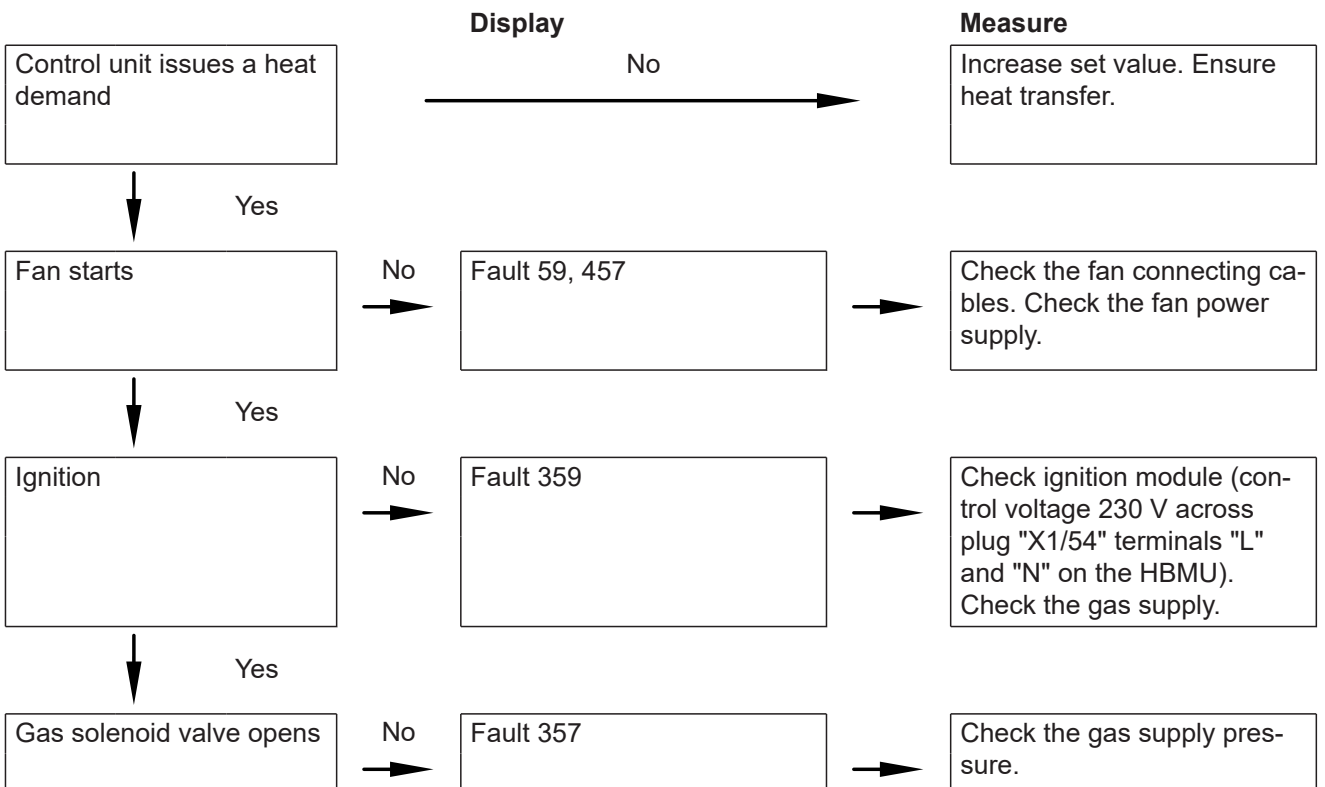 Display
Measure
Control unit issues a heat
demand
No
Increase set value. Ensure
heat transfer.
Yes
Fan starts
No
Fault 59, 457
Check the fan connecting ca-
bles. Check the fan power
supply.
Yes
Ignition
No
Fault 359
Check ignition module (con-
trol voltage 230 V across
plug "X1/54" terminals "L"
and "N" on the HBMU).
Check the gas supply.
Yes
Gas solenoid valve opens
No
Fault 357
Check the gas supply pres-
sure.